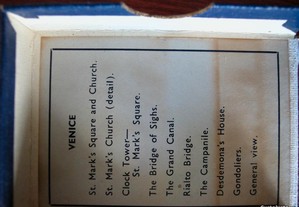 VENICE
St. Mark's Square and Church.
St. Mark's Church (detail).
Clock Tower—
St. Mark's Square.
The Bridge of Sighs.
The Grand Canal.
Rialto Bridge.
The Campanile.
Desdemona's House.
Gondoliers.
General view.